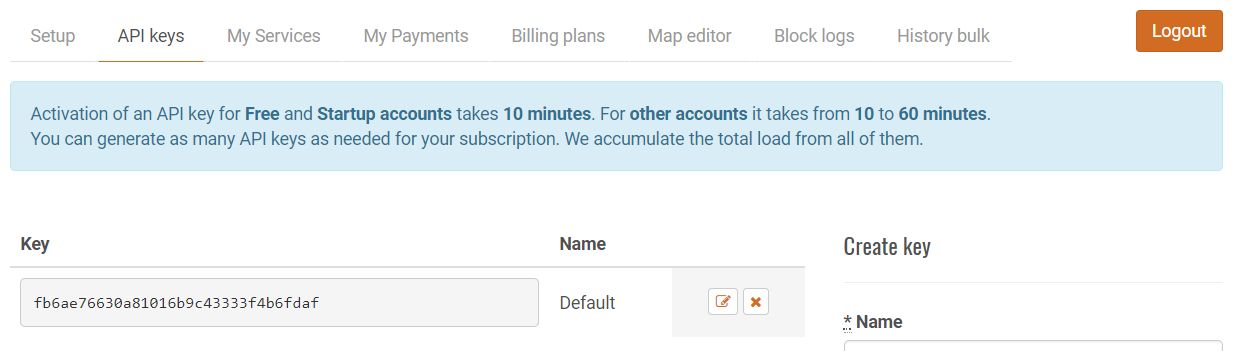 Setup API keys My Services My Payments Billing plans Map editor Block logs History bulk Logout
Activation of an API key for Free and Startup accounts takes 10 minutes. For other accounts it takes from 10 to 60 minutes.
You can generate as many API keys as needed for your subscription. We accumulate the total load from all of them.
Key Name
Create key
fb6ae76630a81016b9c43333f4b6fdaf Default
* Name